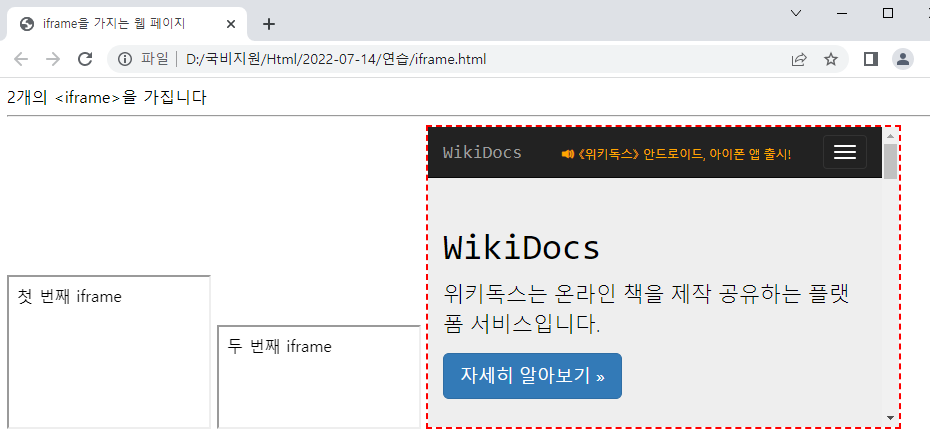 iframe을 가지는 웹 페이지
파일 D:/국비지원/Html/2022-07-14/연습/iframe.html
2개의 <iframe>을 가집니다
WikiDocs
《위키독스》 안드로이드, 아이폰 앱 출시!
WikiDocs
위키독스는 온라인 책을 제작 공유하는 플랫
폼 서비스입니다.
자세히 알아보기 »
첫 번째 iframe
두 번째 iframe